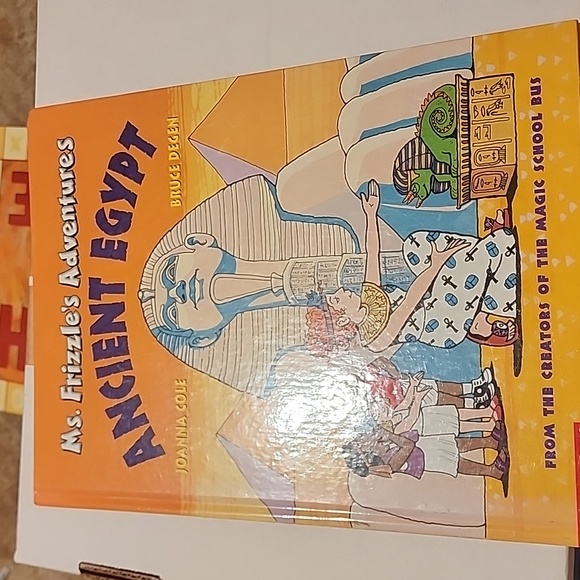 Ms. Frizzle's Adventures
ANCIENT EGYPT
JOANNA COLE
BRUCE DEGEN
FROM THE CREATORS OF THE MAGIC SCHOOL BUS